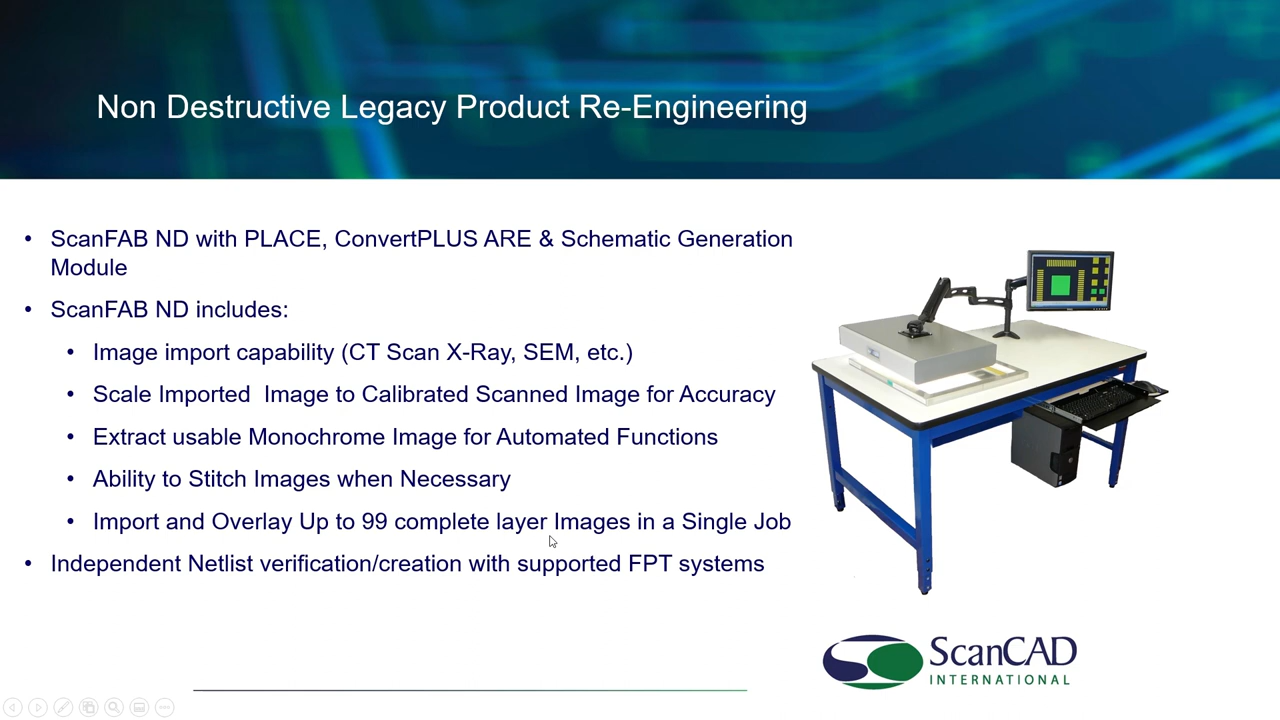 Non Destructive Legacy Product Re-Engineering
• ScanFAB ND with PLACE, ConvertPLUS ARE & Schematic Generation
Module
• ScanFAB ND includes:
• Image import capability (CT Scan X-Ray, SEM, etc.)
• Scale Imported  Image to Calibrated Scanned Image for Accuracy
• Extract usable Monochrome Image for Automated Functions
• Ability to Stitch Images when Necessary
• Import and Overlay Up to 99 complete layer Images in a Single Job
• Independent Netlist verification/creation with supported FPT systems
ScanCAD
INTERNATIONAL